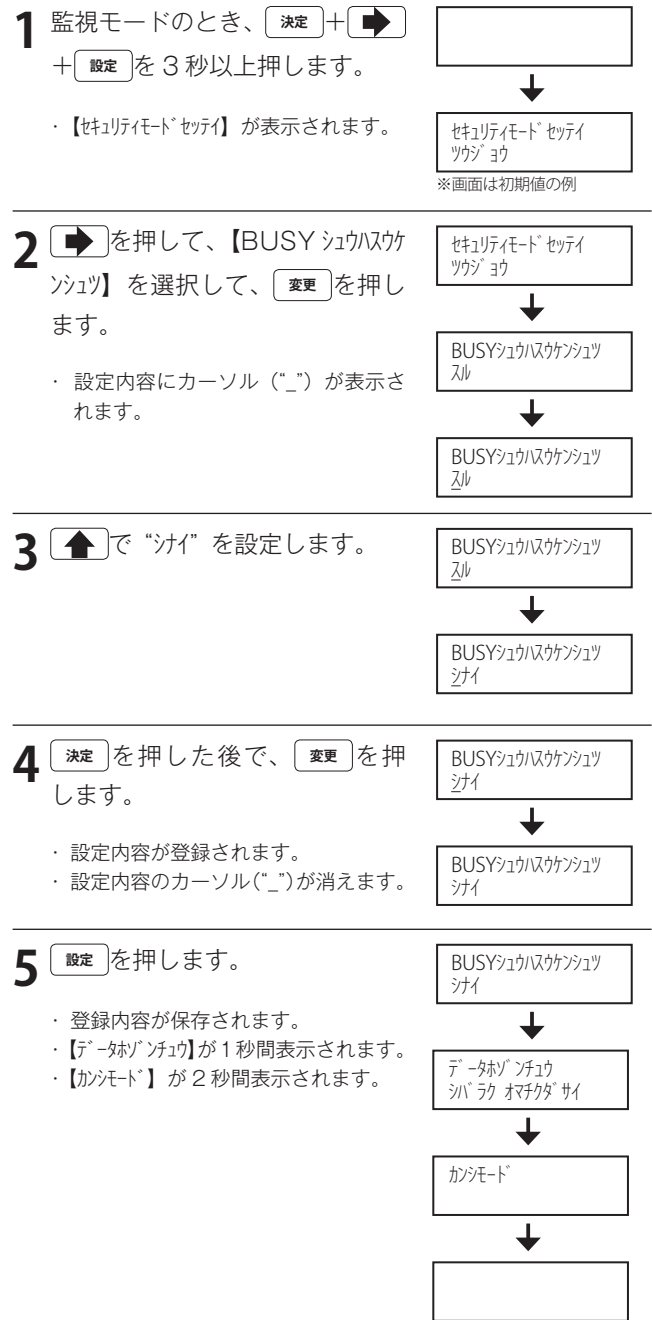 1 監視モードのとき、決定+➡
+設定を3秒以上押します。
・【セキュリティモード セッテイ】が表示されます。
セキュリティモード セッテイ
ツウジョウ
※画面は初期値の例
2 ➡を押して、【BUSY シュウハスウケ
ンシュツ】を選択して、変更を押し
ます。
・ 設定内容にカーソル(“_”)が表示さ
れます。
セキュリティモード セッテイ
ツウジョウ
BUSYシュウハスウケンシュツ
スル
BUSYシュウハスウケンシュツ
スル
3 ⬆で“シナイ”を設定します。
BUSYシュウハスウケンシュツ
スル
BUSYシュウハスウケンシュツ
シナイ
4 決定を押した後で、変更を押
します。
・ 設定内容が登録されます。
・ 設定内容のカーソル(“_”)が消えます。
BUSYシュウハスウケンシュツ
シナイ
BUSYシュウハスウケンシュツ
シナイ
5 設定を押します。
・ 登録内容が保存されます。
・【データホゾンチュウ】が1秒間表示されます。
・【カンシモード】が2秒間表示されます。
BUSYシュウハスウケンシュツ
シナイ
データホゾンチュウ
シバラク オマチクダサイ
カンシモード